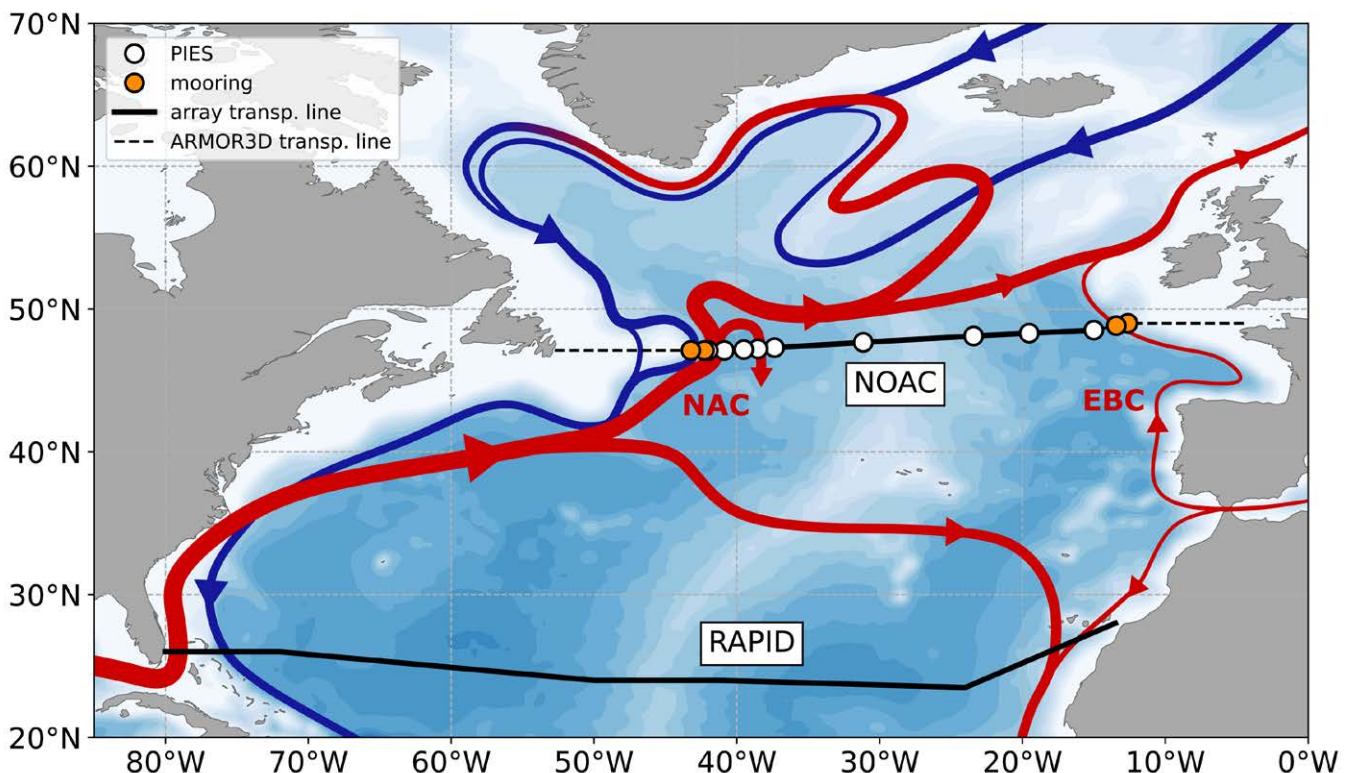 70°N
60°N
50°N
40°N
30°N
20°N
PIES
mooring
array transp. line
ARMOR3D transp. line
NAC
NOAC
EBC
RAPID
80°W
70°W
60°W
50°W
40°W
30°W
20°W
10°W
0°W